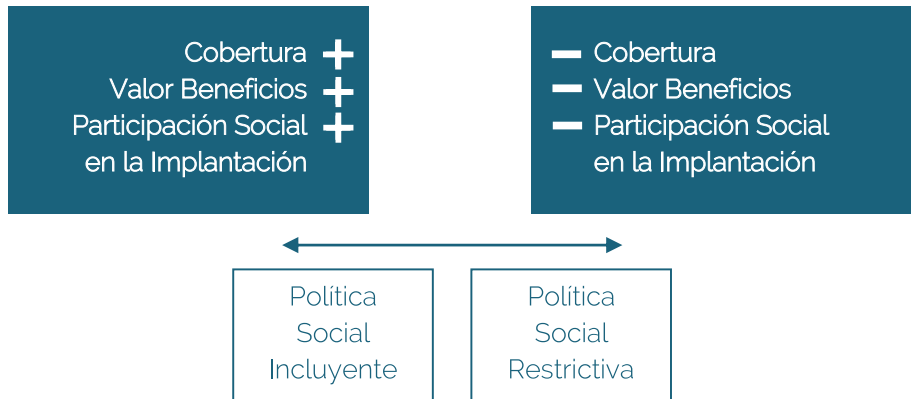 Cobertura +
Valor Beneficios +
Participación Social +
en la Implantación
— Cobertura
— Valor Beneficios
— Participación Social
en la Implantación
Política
Social
Incluyente
Política
Social
Restrictiva